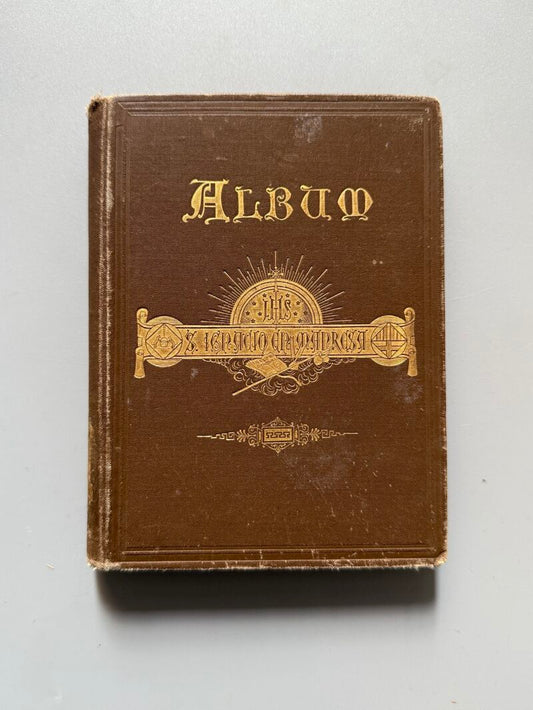 ALBUM
IHS
S. IGNACIO EN MANRESA